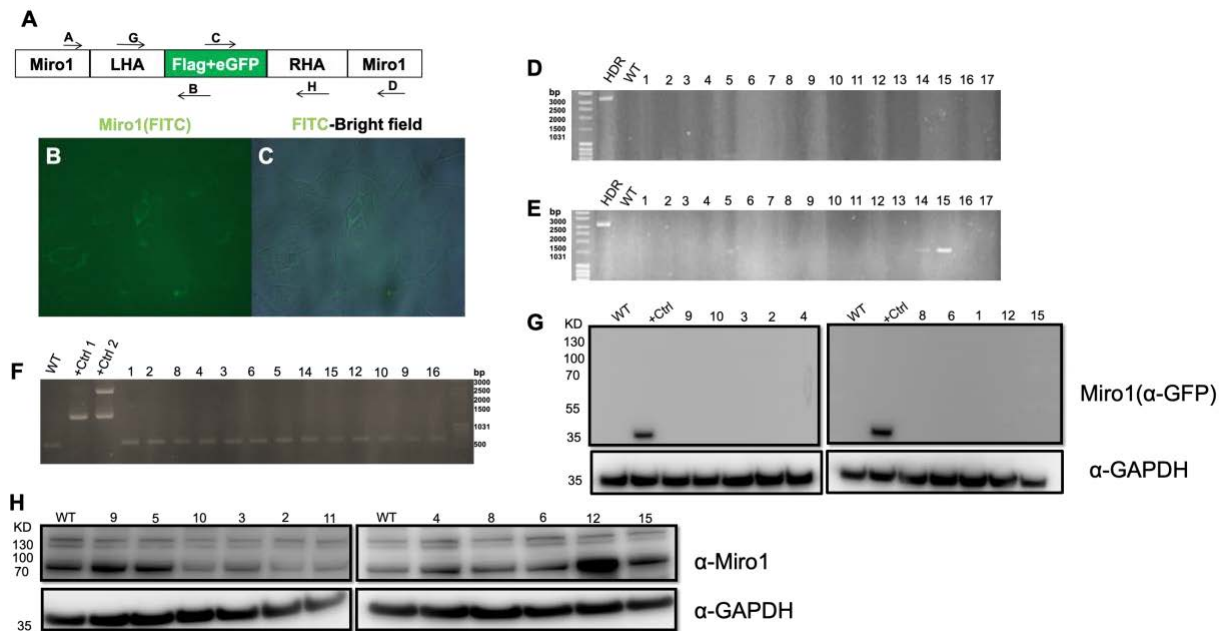 A
A G C
Miro1 LHA Flag+eGFP RHA Miro1
B H D
Miro1(FITC) FITC-Bright field
B C
D
HDR WT 1 2 3 4 5 6 7 8 9 10 11 12 13 14 15 16 17
bp
3000
2500
2000
1500
1031
E
HDR WT 1 2 3 4 5 6 7 8 9 10 11 12 13 14 15 16 17
bp
3000
2500
2000
1500
1031
F
WT +Ctrl 1 +Ctrl 2 1 2 8 4 3 6 5 14 15 12 10 9 16 bp
3000
2500
2000
1500
1031
500
G
KD WT +Ctrl 9 10 3 2 4 WT +Ctrl 8 6 1 12 15
130
100
70
55
35
Miro1(α-GFP)
35
α-GAPDH
H
KD WT 9 5 10 3 2 11 WT 4 8 6 12 15
130
100
70
α-Miro1
35
α-GAPDH